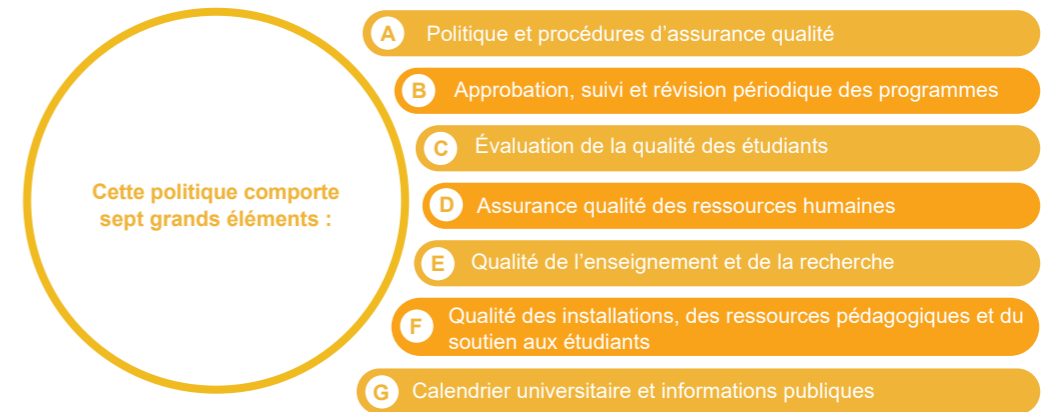 Cette politique comporte
sept grands éléments :
A Politique et procédures d’assurance qualité
B Approbation, suivi et révision périodique des programmes
C Évaluation de la qualité des étudiants
D Assurance qualité des ressources humaines
E Qualité de l’enseignement et de la recherche
F Qualité des installations, des ressources pédagogiques et du
soutien aux étudiants
G Calendrier universitaire et informations publiques